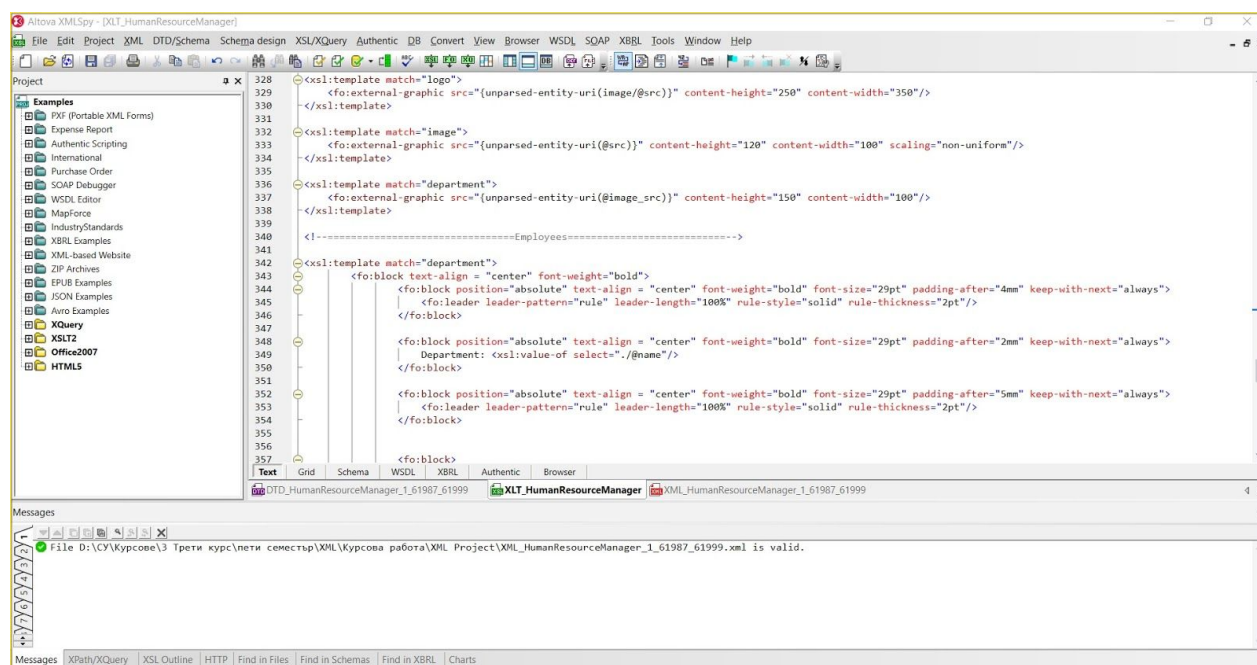 Altova XMLSpy - [XLT_HumanResourceManager]
File Edit Project XML DTD/Schema Schema design XSL/XQuery Authentic DB Convert View Browser WSDL SOAP XBRL Tools Window Help
Project
Examples
PXF (Portable XML Forms)
Expense Report
Authentic Scripting
International
Purchase Order
SOAP Debugger
WSDL Editor
MapForce
IndustryStandards
XBRL Examples
XML-based Website
ZIP Archives
EPUB Examples
JSON Examples
Avro Examples
XQuery
XSLT2
Office2007
HTML5
328 <xsl:template match="logo">
329 <fo:external-graphic src="{unparsed-entity-uri(image/@src)}" content-height="250" content-width="350"/>
330 </xsl:template>
331
332 <xsl:template match="image">
333 <fo:external-graphic src="{unparsed-entity-uri(@src)}" content-height="120" content-width="100" scaling="non-uniform"/>
334 </xsl:template>
335
336 <xsl:template match="department">
337 <fo:external-graphic src="{unparsed-entity-uri(@image_src)}" content-height="150" content-width="100"/>
338 </xsl:template>
339
340 <!--==============================Employees===========================-->
341
342 <xsl:template match="department">
343 <fo:block text-align = "center" font-weight="bold">
344 <fo:block position="absolute" text-align = "center" font-weight="bold" font-size="29pt" padding-after="4mm" keep-with-next="always">
345 <fo:leader leader-pattern="rule" leader-length="100%" rule-style="solid" rule-thickness="2pt"/>
346 </fo:block>
347
348 <fo:block position="absolute" text-align = "center" font-weight="bold" font-size="29pt" padding-after="2mm" keep-with-next="always">
349 Department: <xsl:value-of select="./@name"/>
350 </fo:block>
351
352 <fo:block position="absolute" text-align = "center" font-weight="bold" font-size="29pt" padding-after="5mm" keep-with-next="always">
353 <fo:leader leader-pattern="rule" leader-length="100%" rule-style="solid" rule-thickness="2pt"/>
354 </fo:block>
355
356
357 <fo:block>
Text Grid Schema WSDL XBRL Authentic Browser
DTD_HumanResourceManager_1_61987_61999 XLT_HumanResourceManager XML_HumanResourceManager_1_61987_61999
Messages
1 2 3 4 5 6 7
File D:\СУ\Курсове\3 Трети курс\пети семестър\XML\Курсова работа\XML Project\XML_HumanResourceManager_1_61987_61999.xml is valid.
Messages XPath/XQuery XSL Outline HTTP Find in Files Find in Schemas Find in XBRL Charts